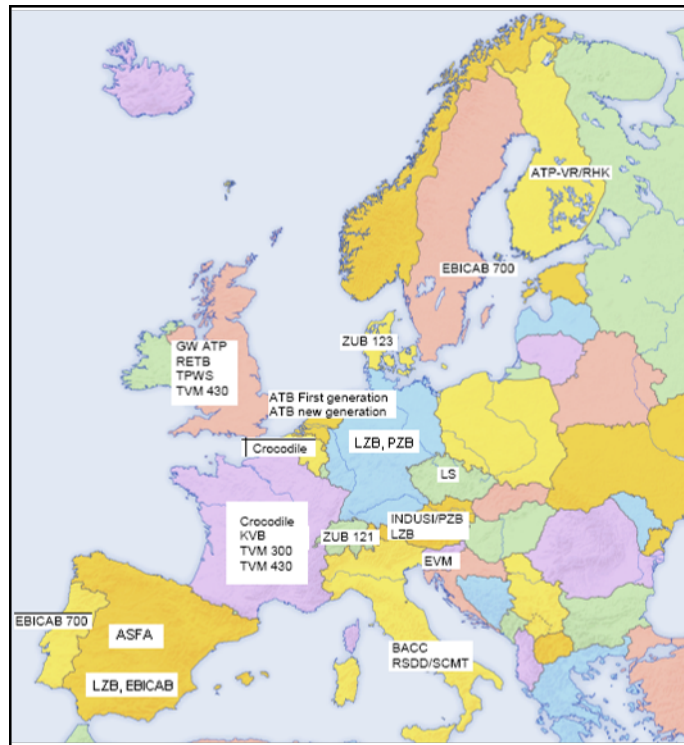 ATP-VR/RHK
EBICAB 700
ZUB 123
GW ATP
RETB
TPWS
TVM 430
ATB First generation
ATB new generation
LZB, PZB
Crocodile
LS
Crocodile
KVB
TVM 300
TVM 430
INDUSI/PZB
LZB
ZUB 121
EVM
EBICAB 700
ASFA
LZB, EBICAB
BACC
RSDD/SCMT